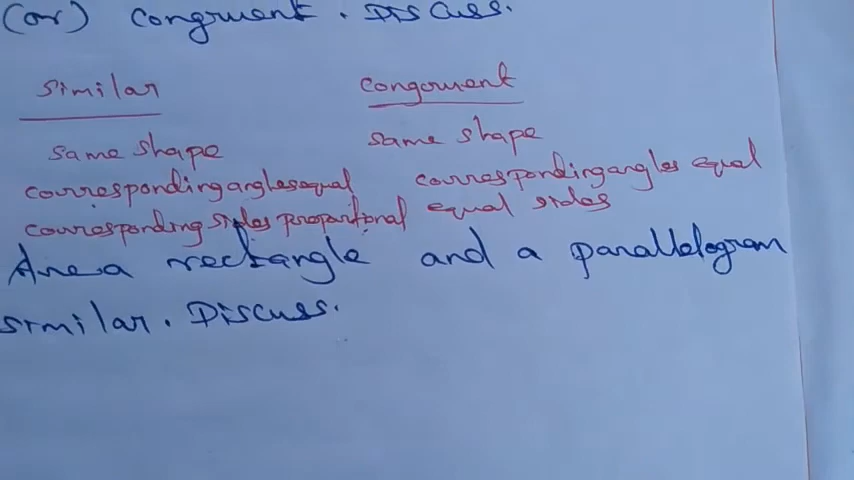 (or) congruent. Discuss.
similar congruent
same shape same shape
corresponding angles equal corresponding angles equal
corresponding sides proportional equal sides
Are a rectangle and a parallelogram
similar. Discuss.